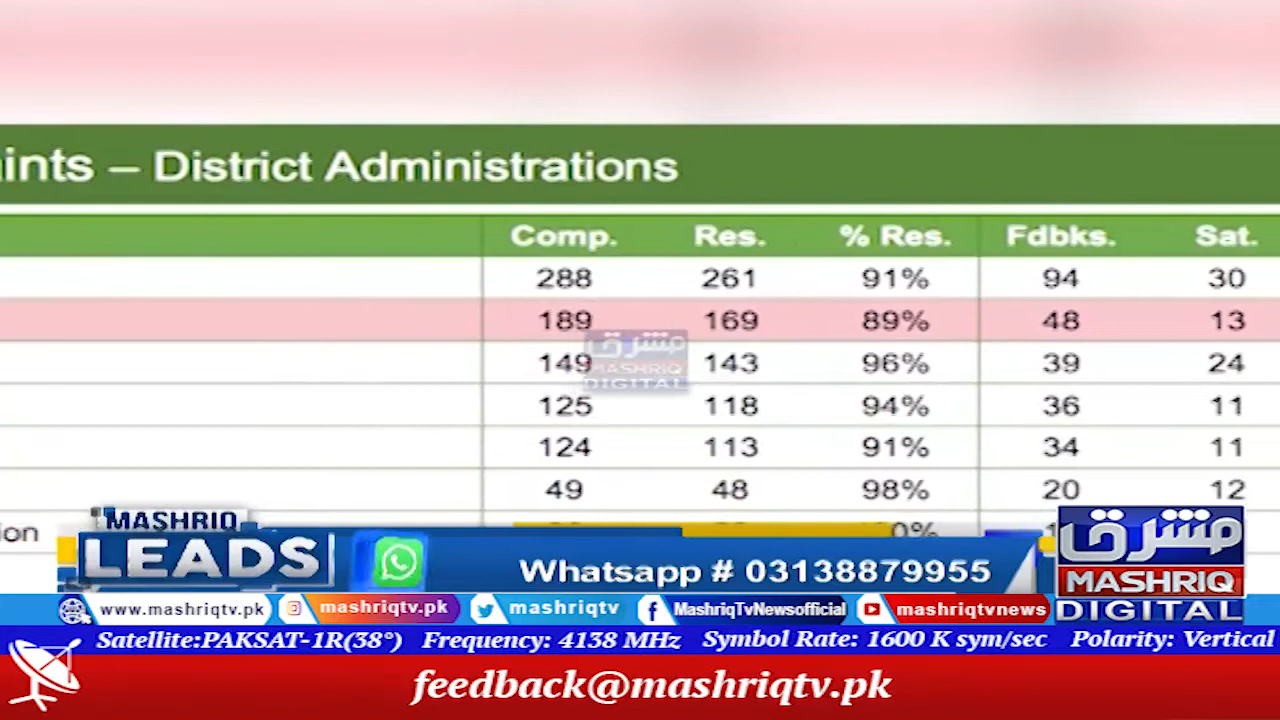 ints – District Administrations
Comp. Res. % Res. Fdbks. Sat.
288 261 91% 94 30
189 169 89% 48 13
149 143 96% 39 24
125 118 94% 36 11
124 113 91% 34 11
49 48 98% 20 12
ion 0%
مشرق
MASHRIQ
DIGITAL
MASHRIQ
LEADS
Whatsapp # 03138879955
مشرق
MASHRIQ
DIGITAL
www.mashriqtv.pk mashriqtv.pk mashriqtv MashriqTvNewsofficial mashriqtvnews
Satellite:PAKSAT-1R(38°) Frequency: 4138 MHz Symbol Rate: 1600 K sym/sec Polarity: Vertical
feedback@mashriqtv.pk